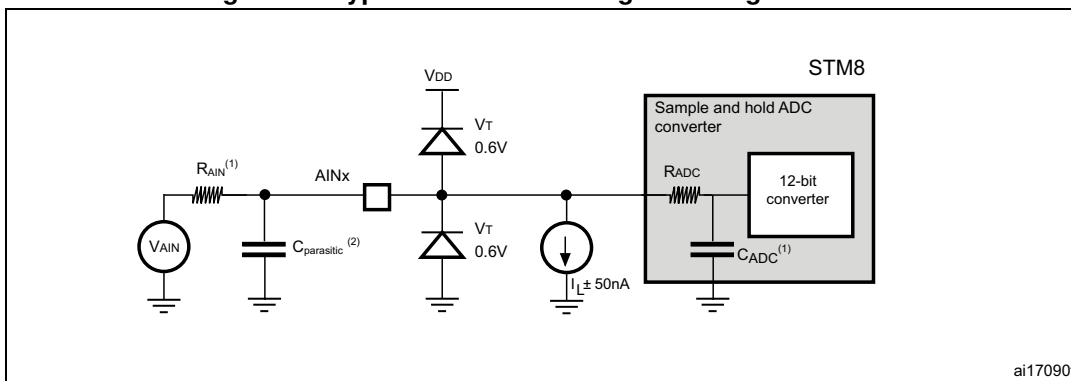 STM8
VDD
Sample and hold ADC
converter
VT
0.6V
RAIN(1)
AINx
RADC
12-bit
converter
VT
0.6V
VAIN
Cparasitic (2)
IL± 50nA
CADC(1)
ai17090